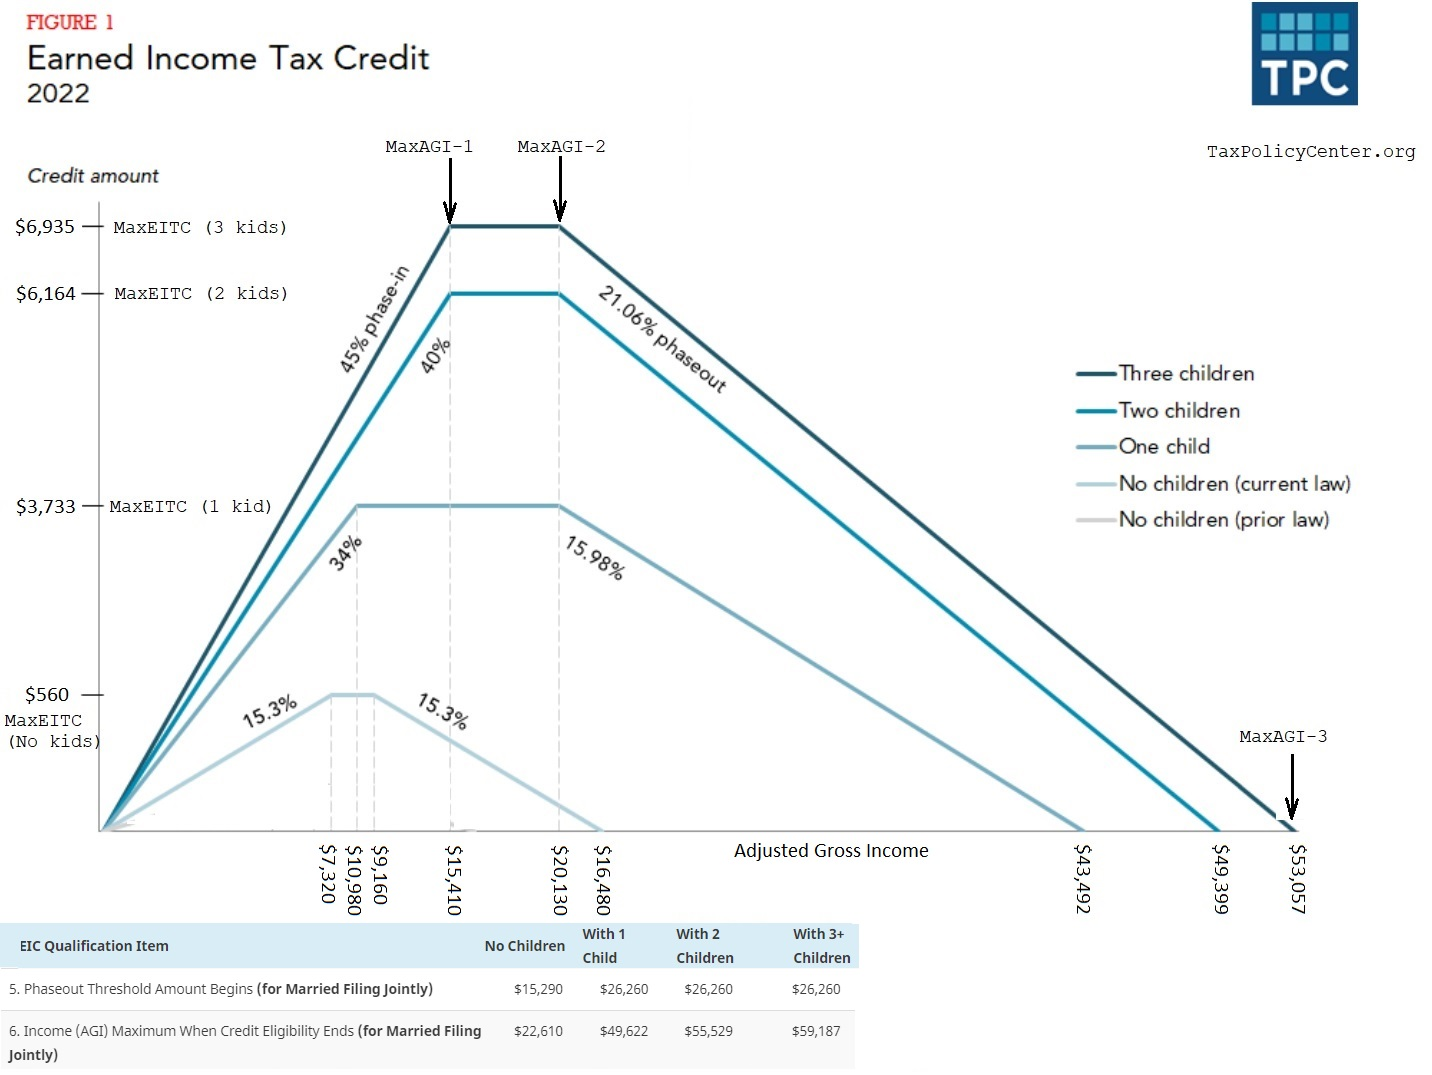 FIGURE 1
Earned Income Tax Credit
2022
TPC
TaxPolicyCenter.org
MaxAGI-1
MaxAGI-2
Credit amount
$6,935
MaxEITC (3 kids)
$6,164
MaxEITC (2 kids)
45% phase-in
40%
21.06% phaseout
Three children
Two children
One child
No children (current law)
No children (prior law)
$3,733
MaxEITC (1 kid)
34%
15.98%
$560
MaxEITC
(No kids)
15.3%
15.3%
MaxAGI-3
$7,320
$10,980
$9,160
$15,410
$20,130
$16,480
Adjusted Gross Income
$43,492
$49,399
$53,057
EIC Qualification Item No Children With 1 Child With 2 Children With 3+ Children
5. Phaseout Threshold Amount Begins (for Married Filing Jointly) $15,290 $26,260 $26,260 $26,260
6. Income (AGI) Maximum When Credit Eligibility Ends (for Married Filing $22,610 $49,622 $55,529 $59,187
Jointly)